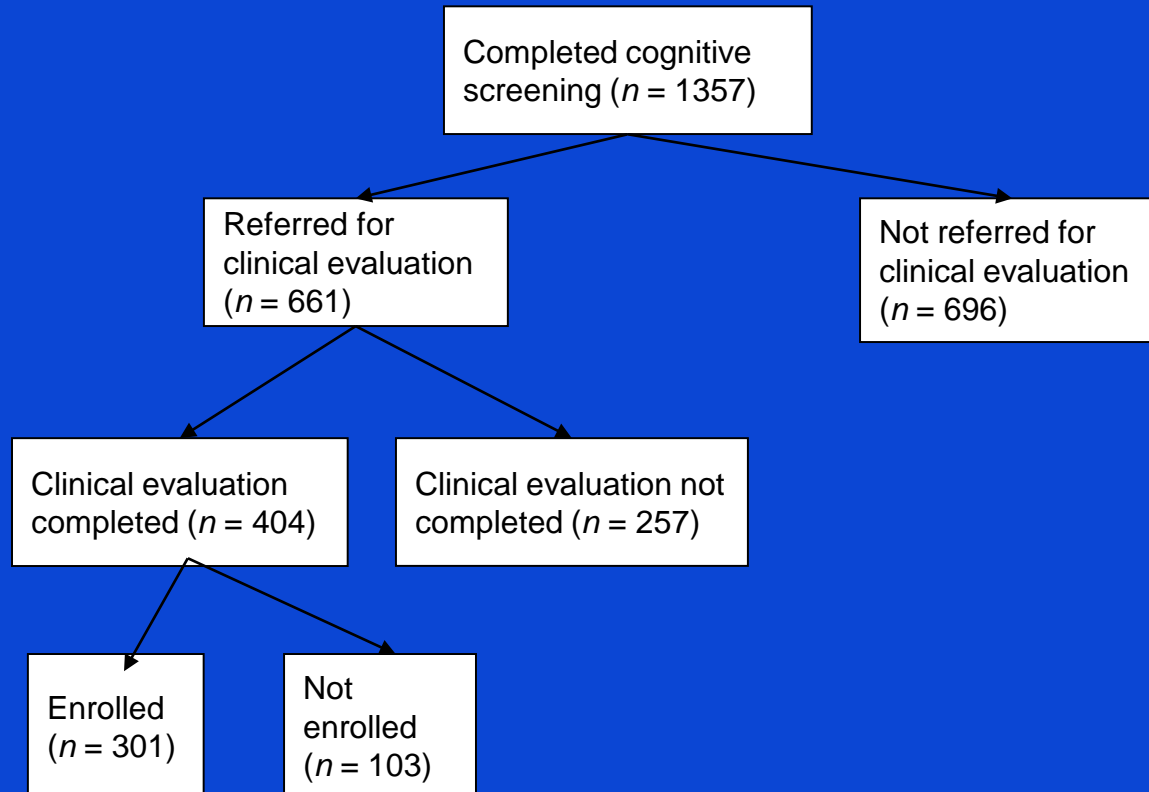 Completed cognitive
screening (n = 1357)
Referred for
clinical evaluation
(n = 661)
Not referred for
clinical evaluation
(n = 696)
Clinical evaluation
completed (n = 404)
Clinical evaluation not
completed (n = 257)
Enrolled
(n = 301)
Not
enrolled
(n = 103)